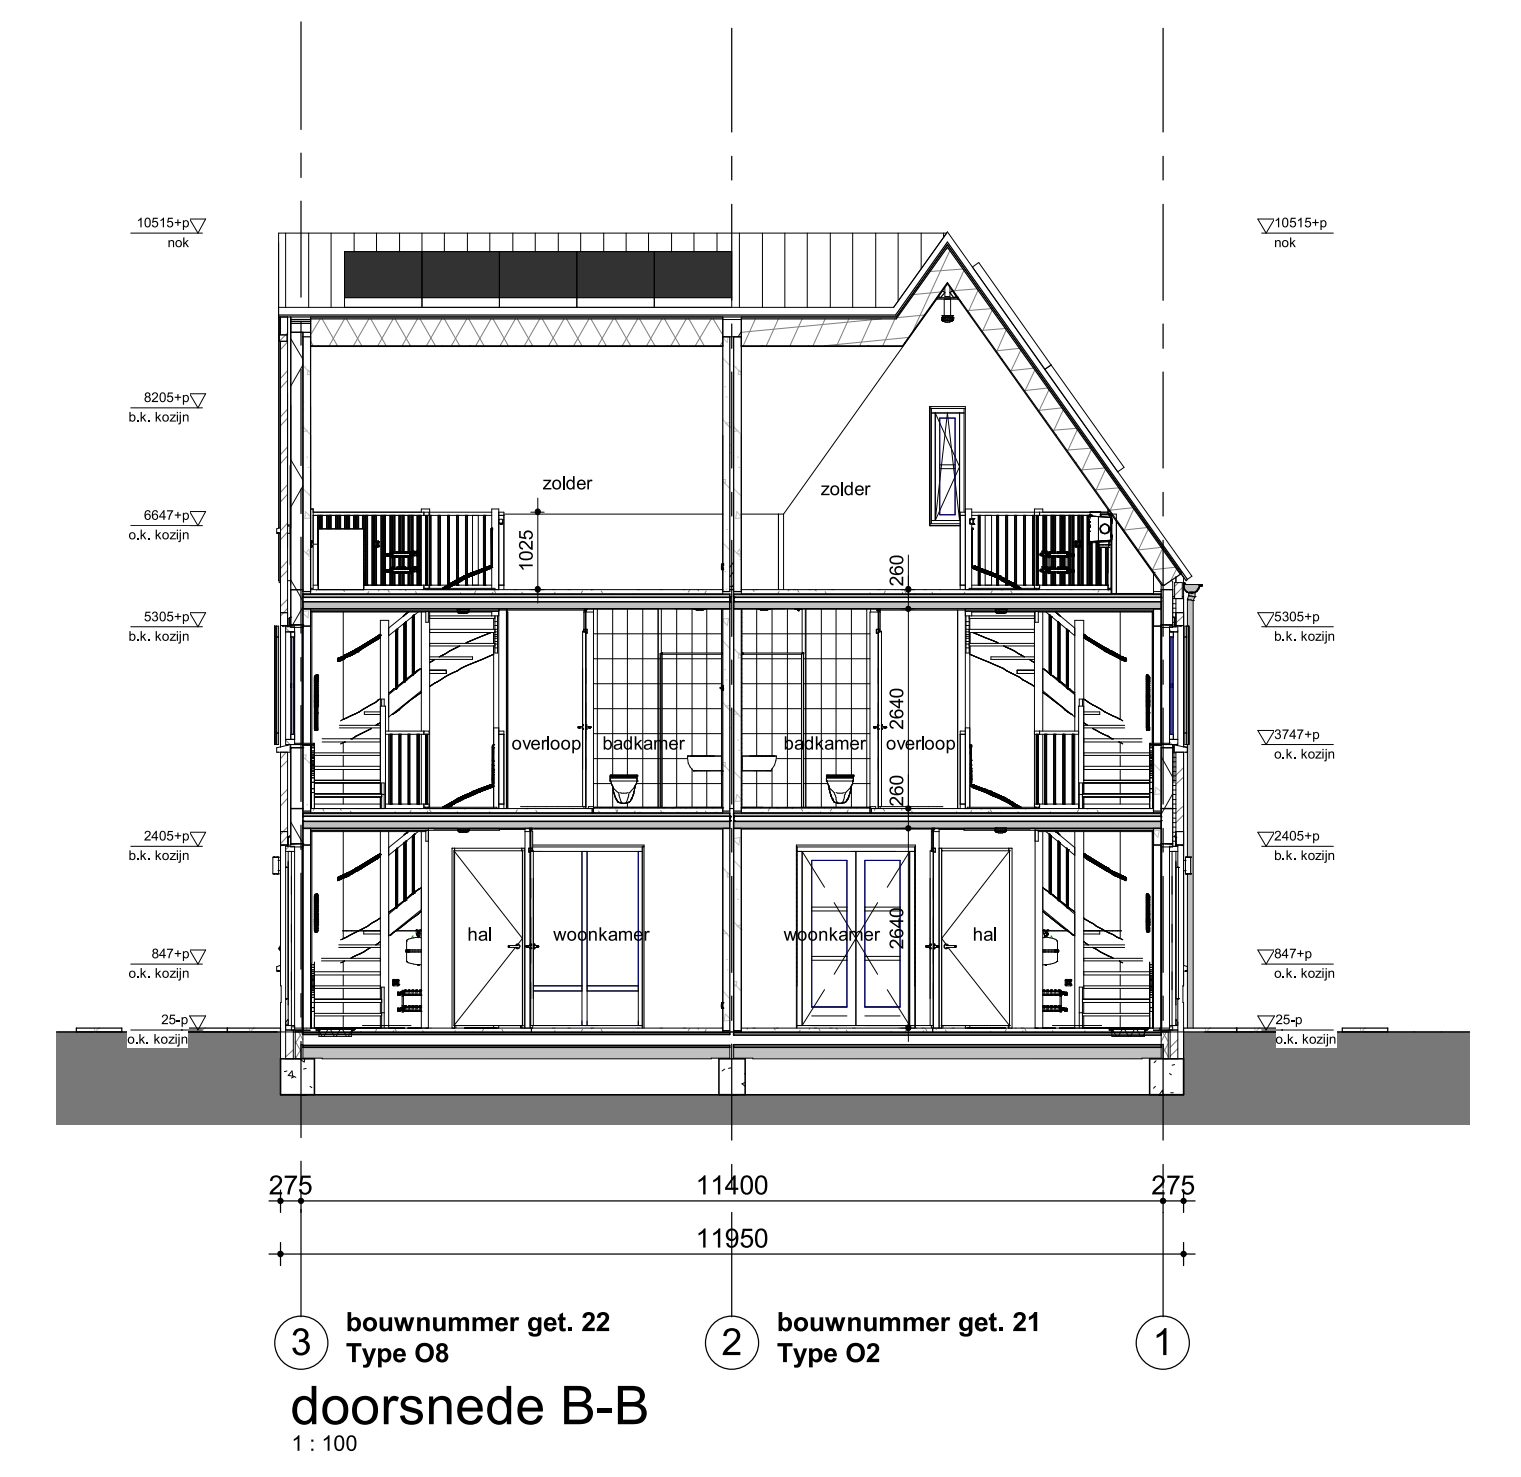 10515+p
nok
10515+p
nok
8205+p
b.k. kozijn
zolder
zolder
6647+p
o.k. kozijn
1025
260
5305+p
b.k. kozijn
5305+p
b.k. kozijn
2640
overloop
badkamer
badkamer
overloop
3747+p
o.k. kozijn
260
2405+p
b.k. kozijn
2405+p
b.k. kozijn
hal
woonkamer
woonkamer
2640
hal
847+p
o.k. kozijn
847+p
o.k. kozijn
25-p
o.k. kozijn
25-p
o.k. kozijn
275
11400
275
11950
3
bouwnummer get. 22
Type O8
2
bouwnummer get. 21
Type O2
1
doorsnede B-B
1 : 100